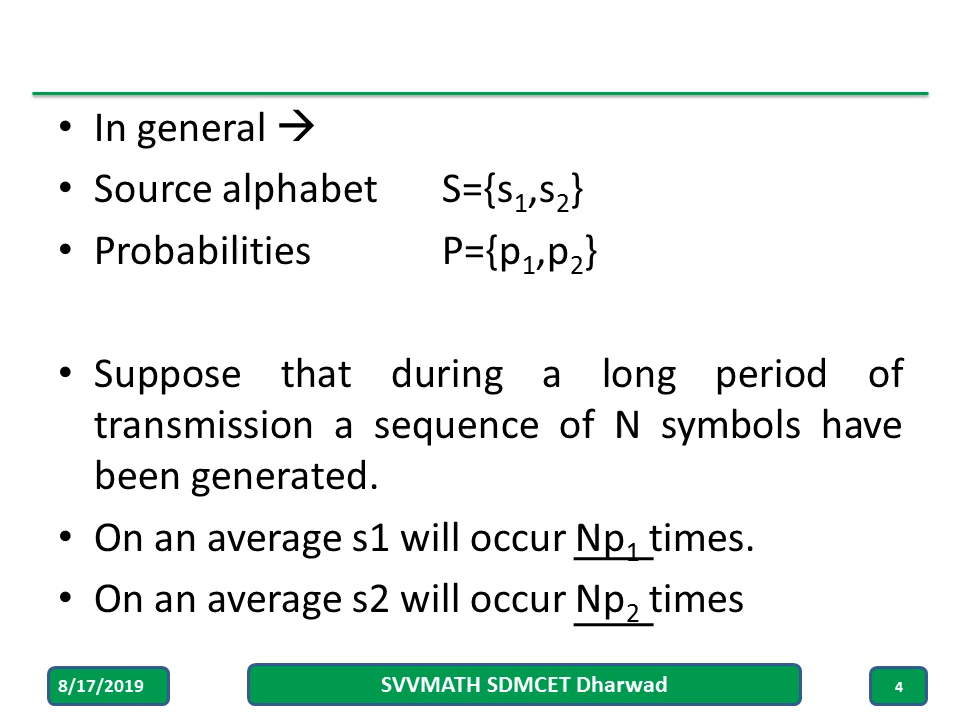 • In general →
• Source alphabet S={s₁,s₂}
• Probabilities P={p₁,p₂}
• Suppose that during a long period of
transmission a sequence of N symbols have
been generated.
• On an average s1 will occur Np₁ times.
• On an average s2 will occur Np₂ times
8/17/2019 SVVMATH SDMCET Dharwad 4